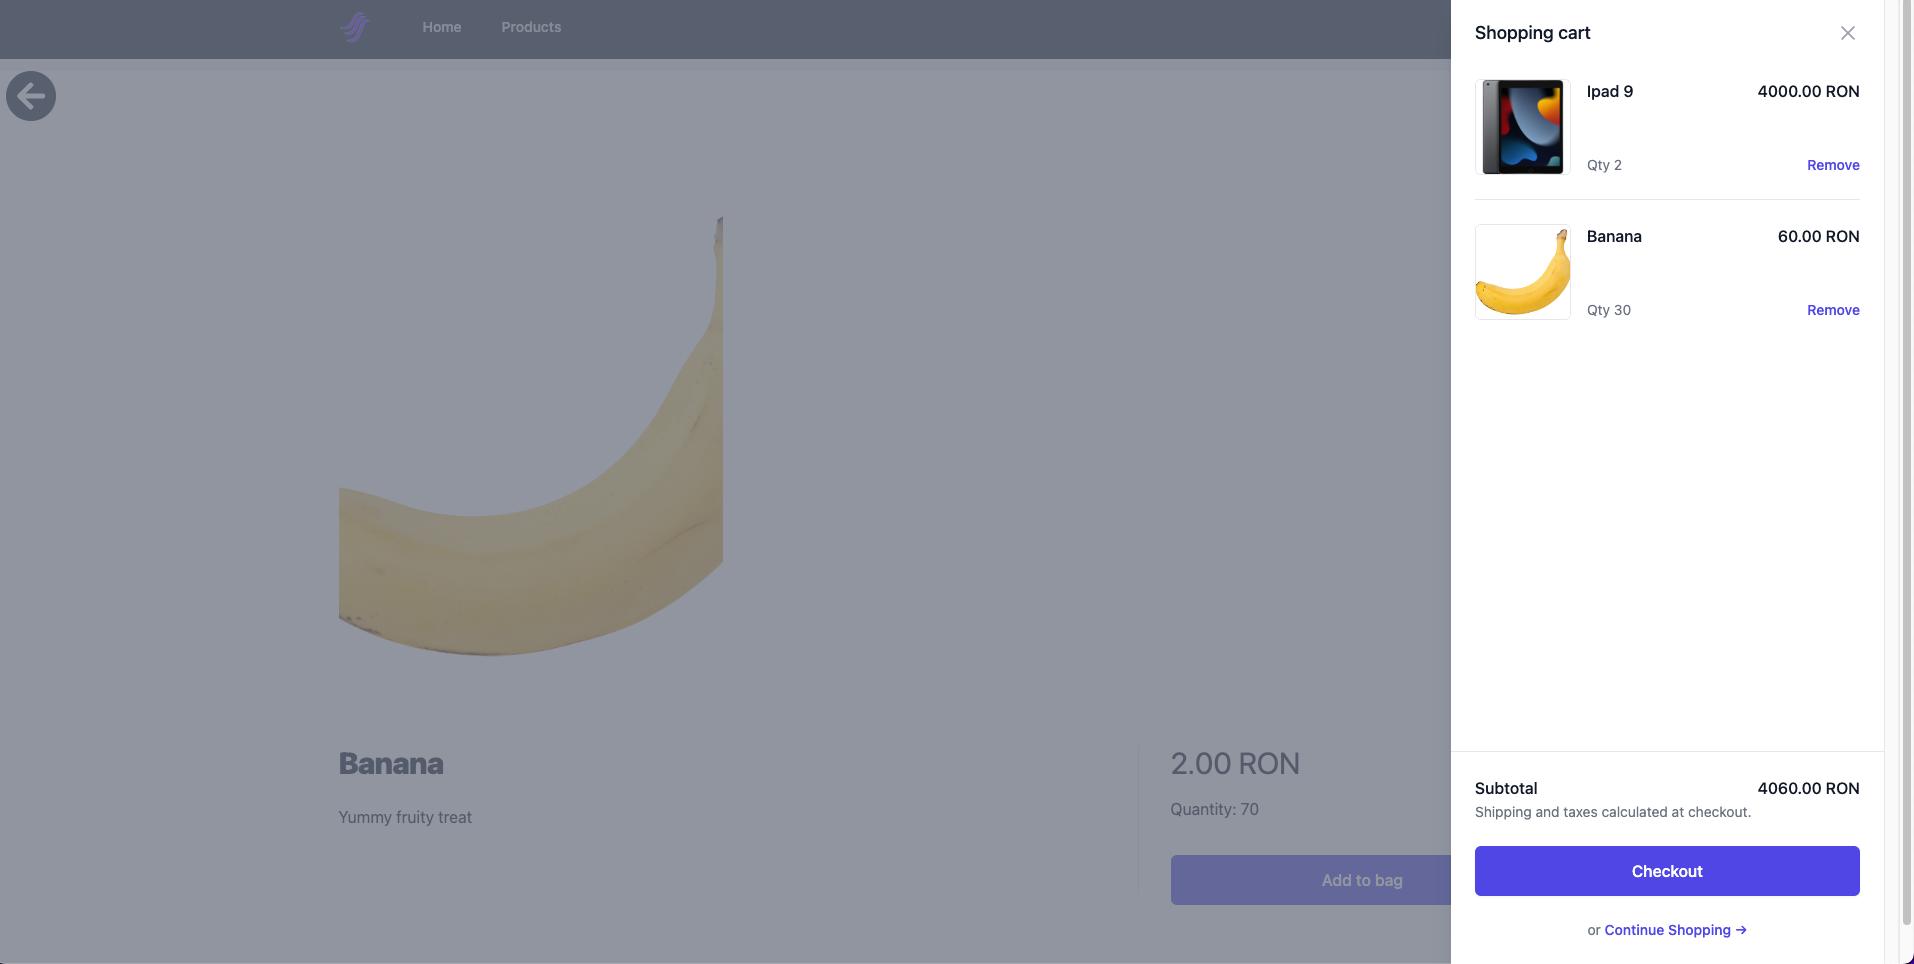 Home Products
Shopping cart
Ipad 9 4000.00 RON
Qty 2 Remove
Banana 60.00 RON
Qty 30 Remove
Banana
Yummy fruity treat
2.00 RON
Quantity: 70
Add to bag
Subtotal 4060.00 RON
Shipping and taxes calculated at checkout.
Checkout
or Continue Shopping →